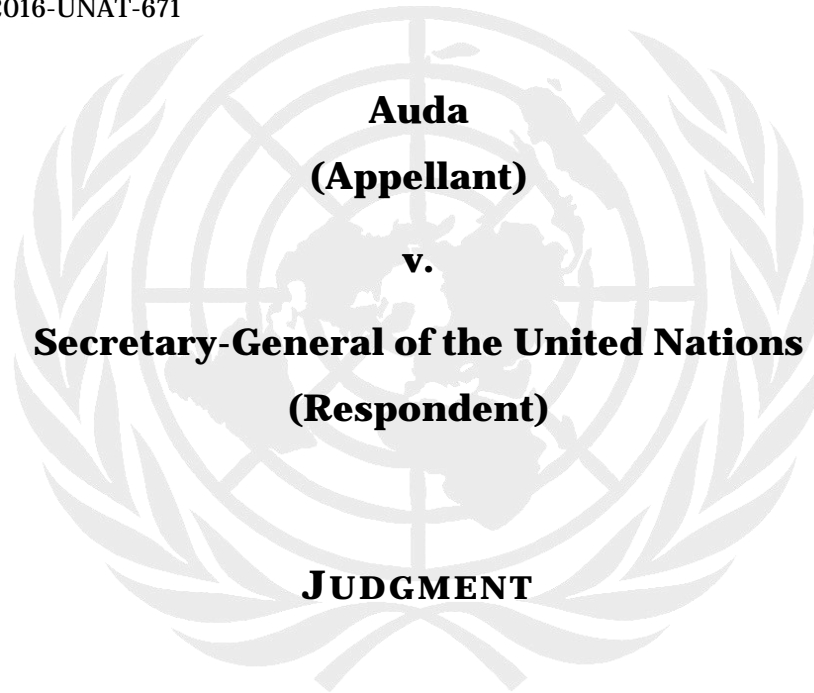 2016-UNAT-671
Auda
(Appellant)
v.
Secretary-General of the United Nations
(Respondent)
JUDGMENT